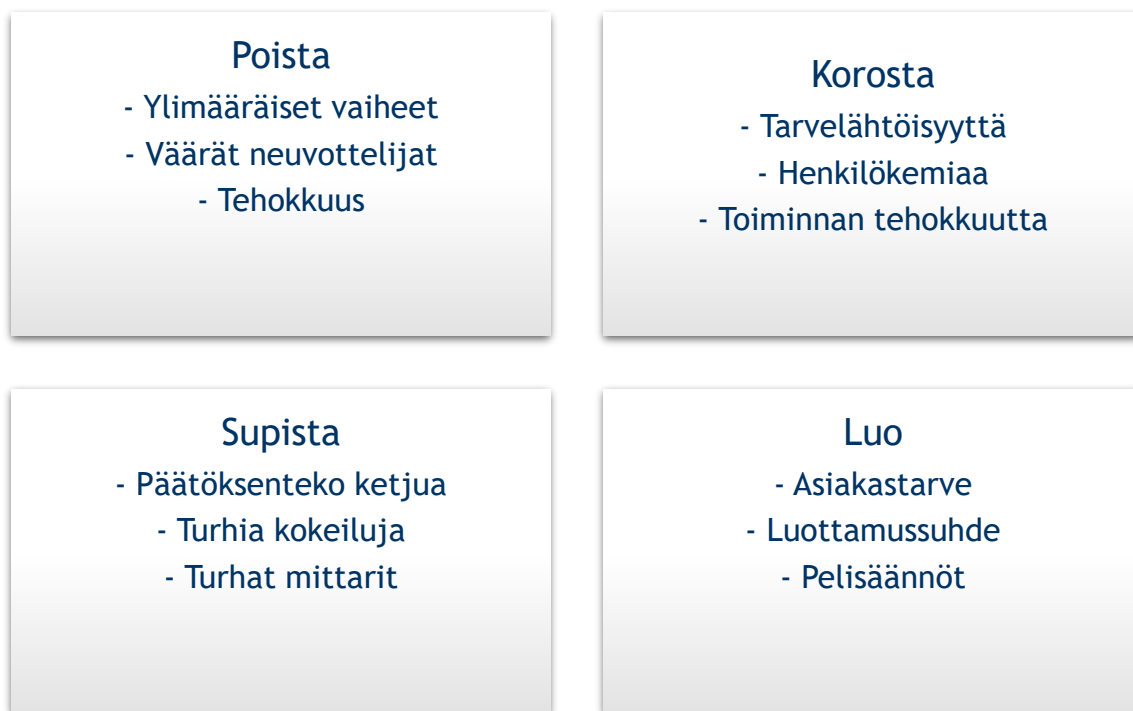 Poista
- Ylimääräiset vaiheet
- Väärät neuvottelijat
- Tehokkuus
Korosta
- Tarvelähtöisyyttä
- Henkilökemiaa
- Toiminnan tehokkuutta
Supista
- Päätöksenteko ketjua
- Turhia kokeiluja
- Turhat mittarit
Luo
- Asiakastarve
- Luottamussuhde
- Pelisäännöt